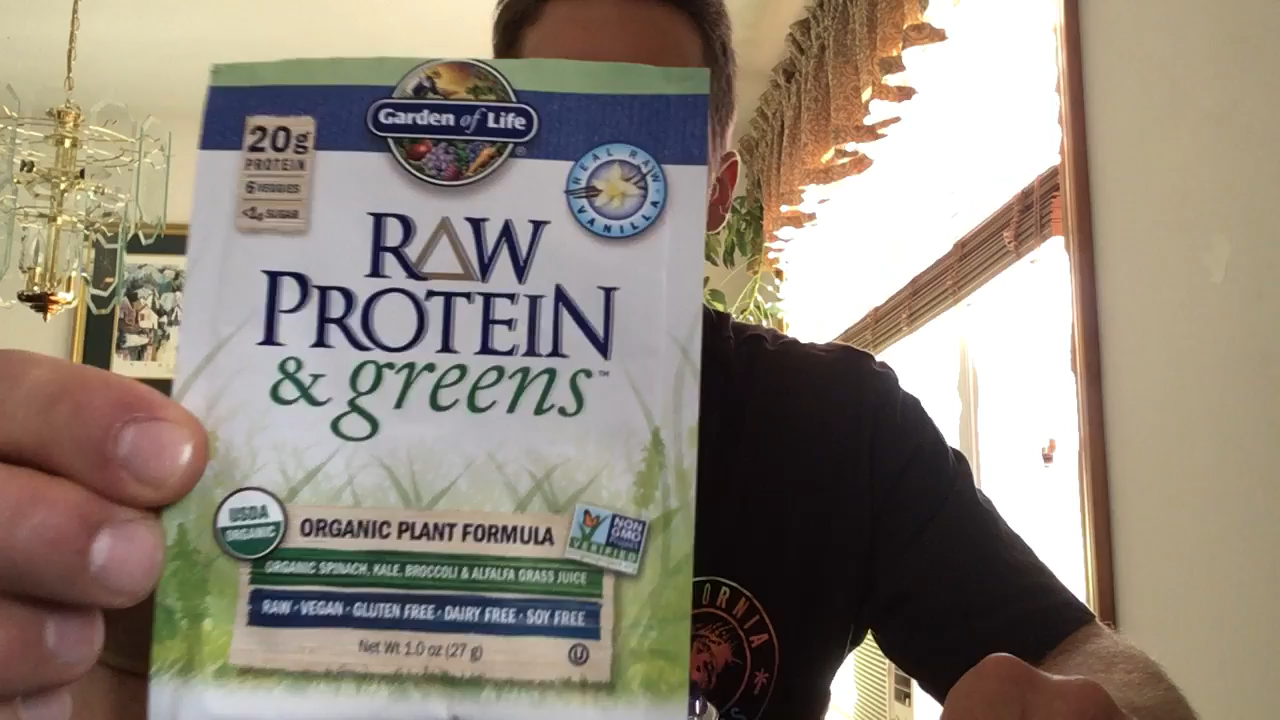 Garden of Life
20g
PROTEIN
6 VEGGIES
<1g SUGAR
REAL RAW
VANILLA
RAW
PROTEIN
& greens™
USDA
ORGANIC
ORGANIC PLANT FORMULA
NON
GMO
VERIFIED
ORGANIC SPINACH, KALE, BROCCOLI & ALFALFA GRASS JUICE
RAW · VEGAN · GLUTEN FREE · DAIRY FREE · SOY FREE
Net Wt 1.0 oz (27 g)
U